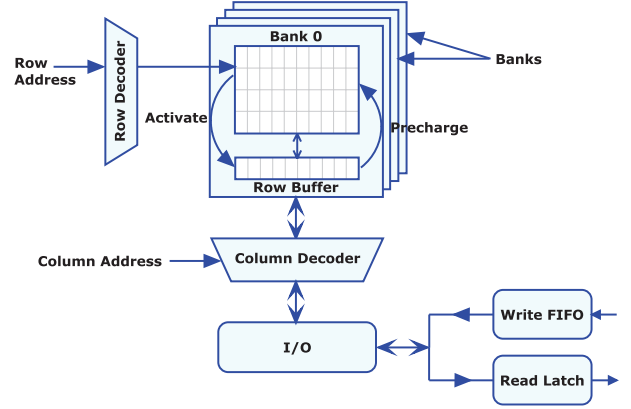 Bank 0
Row Decoder
Row
Address
Banks
Activate
Precharge
Row Buffer
Column Address
Column Decoder
Write FIFO
I/O
Read Latch